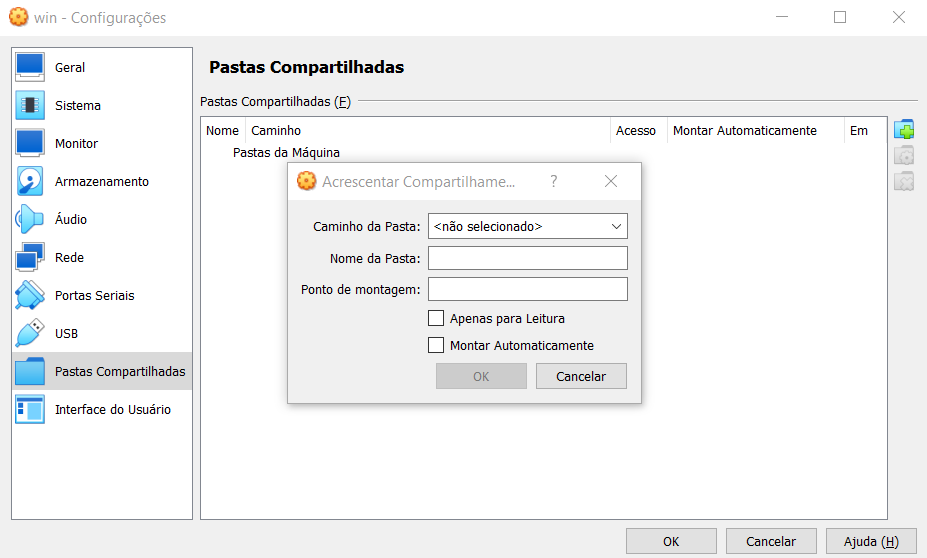 win - Configurações
Geral
Sistema
Monitor
Armazenamento
Áudio
Rede
Portas Seriais
USB
Pastas Compartilhadas
Interface do Usuário
Pastas Compartilhadas
Pastas Compartilhadas (F)
Nome Caminho Acesso Montar Automaticamente Em
Pastas da Máquina
Acrescentar Compartilhame... ?
Caminho da Pasta: <não selecionado>
Nome da Pasta:
Ponto de montagem:
Apenas para Leitura
Montar Automaticamente
OK Cancelar
OK Cancelar Ajuda (H)